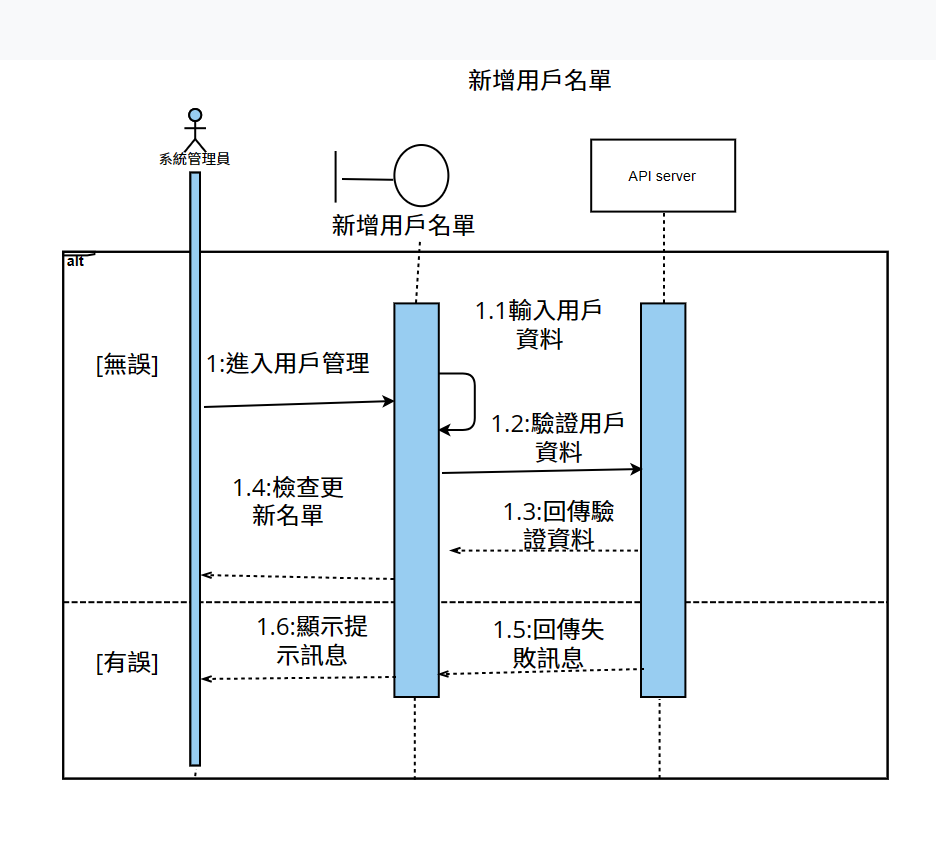 新增用戶名單
系統管理員
API server
新增用戶名單
alt
1.1輸入用戶
資料
[無誤]
1:進入用戶管理
1.2:驗證用戶
資料
1.4:檢查更
新名單
1.3:回傳驗
證資料
1.6:顯示提
示訊息
1.5:回傳失
敗訊息
[有誤]